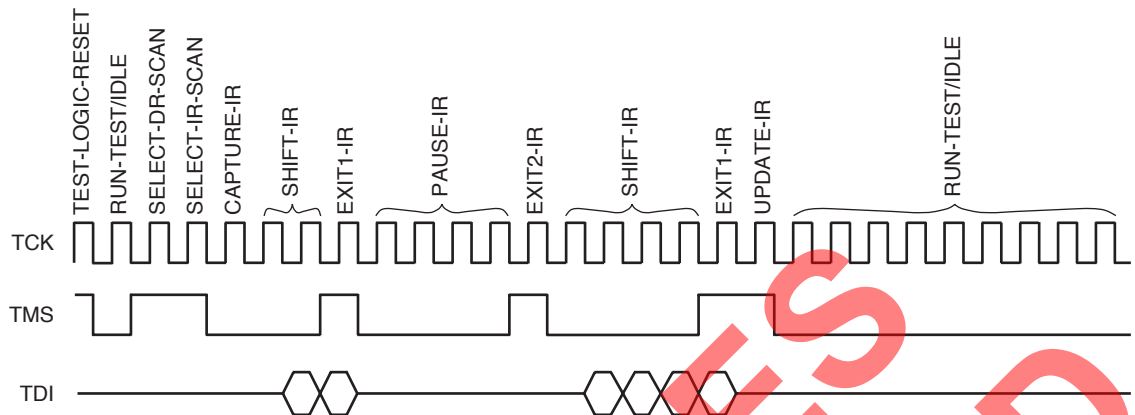 TEST-LOGIC-RESET
RUN-TEST/IDLE
SELECT-DR-SCAN
SELECT-IR-SCAN
CAPTURE-IR
SHIFT-IR
EXIT1-IR
PAUSE-IR
EXIT2-IR
SHIFT-IR
EXIT1-IR
UPDATE-IR
RUN-TEST/IDLE
TCK
TMS
TDI